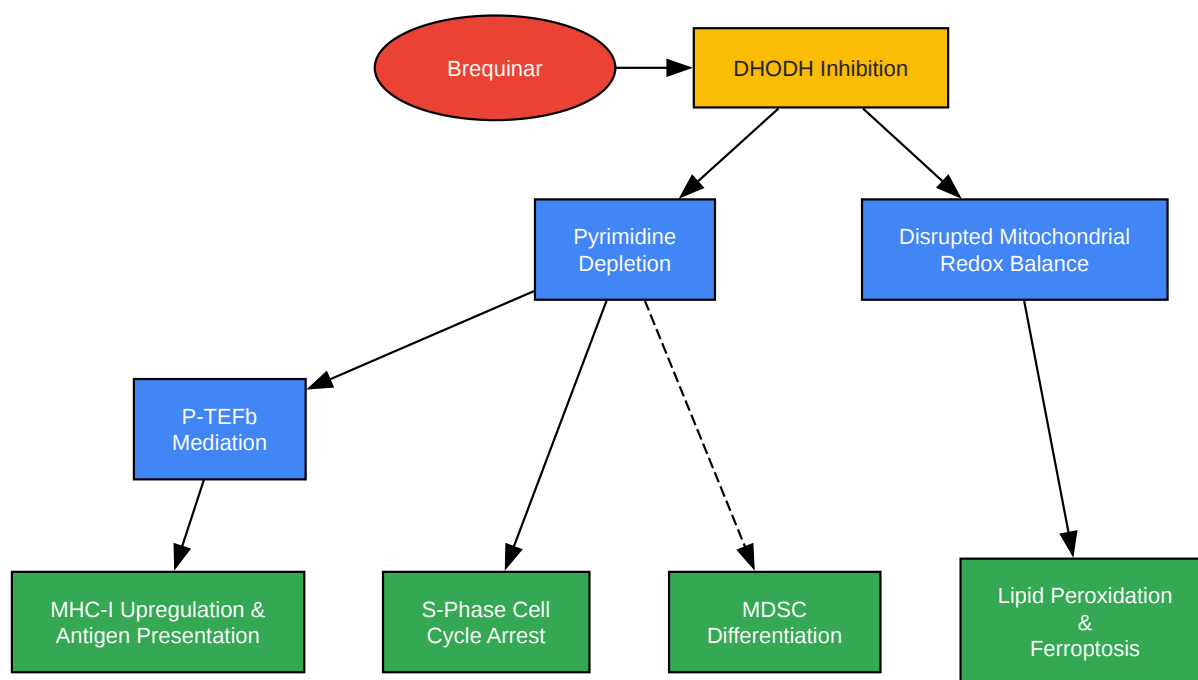 Brequinar
DHODH Inhibition
Pyrimidine
Depletion
Disrupted Mitochondrial
Redox Balance
P-TEFb
Mediation
MHC-I Upregulation &
Antigen Presentation
S-Phase Cell
Cycle Arrest
MDSC
Differentiation
Lipid Peroxidation
&
Ferroptosis